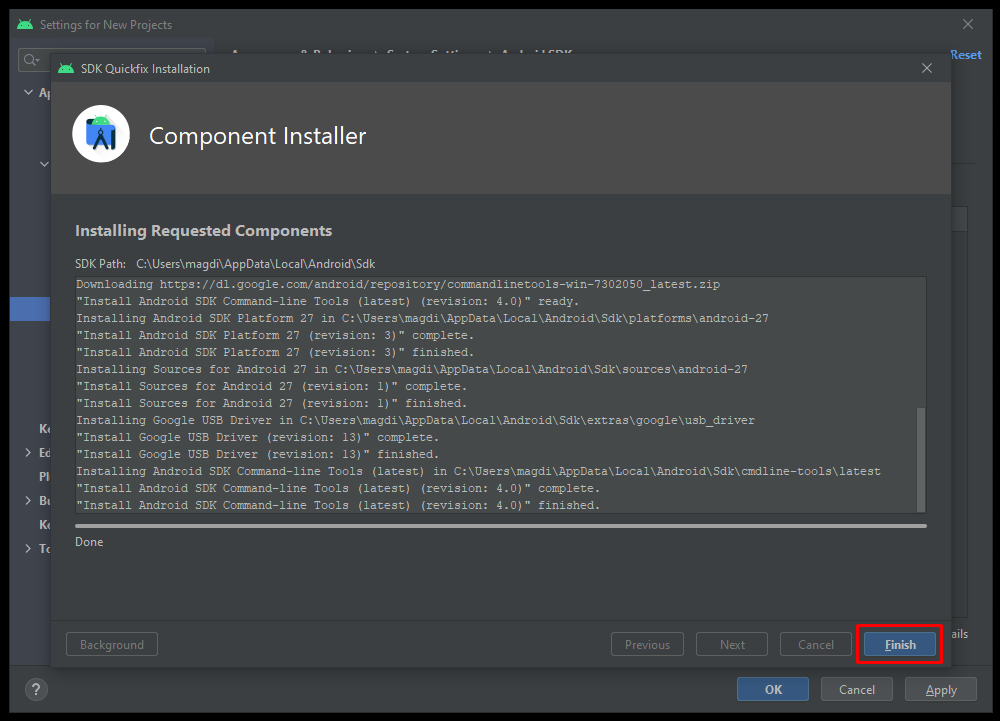 Settings for New Projects
Reset
SDK Quickfix Installation
Component Installer
Installing Requested Components
SDK Path: C:\Users\magdi\AppData\Local\Android\Sdk
Downloading https://dl.google.com/android/repository/commandlinetools-win-7302050_latest.zip
"Install Android SDK Command-line Tools (latest) (revision: 4.0)" ready.
Installing Android SDK Platform 27 in C:\Users\magdi\AppData\Local\Android\Sdk\platforms\android-27
"Install Android SDK Platform 27 (revision: 3)" complete.
"Install Android SDK Platform 27 (revision: 3)" finished.
Installing Sources for Android 27 in C:\Users\magdi\AppData\Local\Android\Sdk\sources\android-27
"Install Sources for Android 27 (revision: 1)" complete.
"Install Sources for Android 27 (revision: 1)" finished.
Installing Google USB Driver in C:\Users\magdi\AppData\Local\Android\Sdk\extras\google\usb_driver
"Install Google USB Driver (revision: 13)" complete.
"Install Google USB Driver (revision: 13)" finished.
Installing Android SDK Command-line Tools (latest) in C:\Users\magdi\AppData\Local\Android\Sdk\cmdline-tools\latest
"Install Android SDK Command-line Tools (latest) (revision: 4.0)" complete.
"Install Android SDK Command-line Tools (latest) (revision: 4.0)" finished.
Done
Background Previous Next Cancel Finish
? OK Cancel Apply